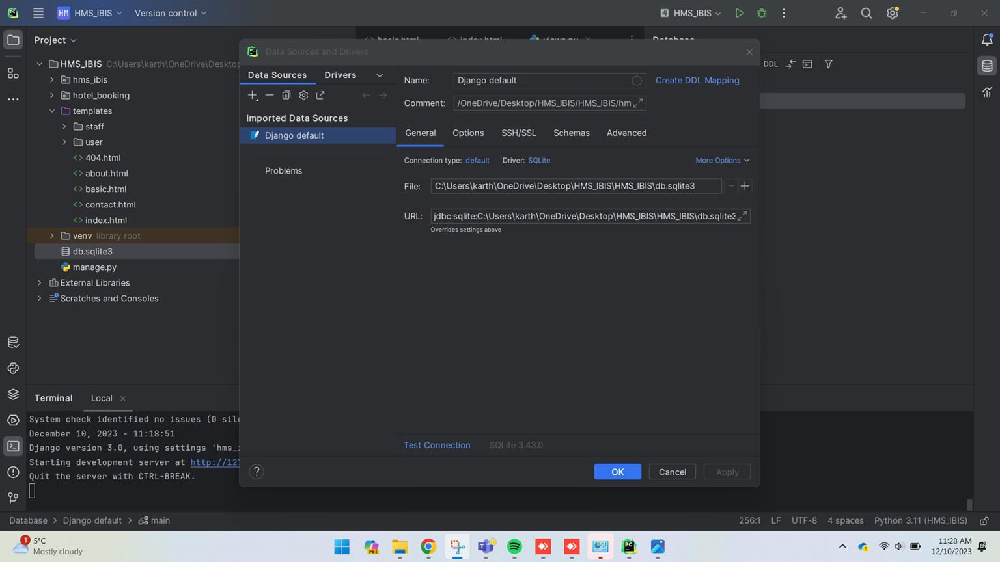 HM HMS_IBIS Version control HMS_IBIS
Project
HMS_IBIS C:\Users\karth\OneDrive\Desktop
hms_ibis
hotel_booking
templates
staff
user
<> 404.html
<> about.html
<> basic.html
<> contact.html
<> index.html
venv library root
db.sqlite3
manage.py
External Libraries
Scratches and Consoles
Data Sources and Drivers
Data Sources Drivers
Imported Data Sources
Django default
Problems
Name: Django default Create DDL Mapping
Comment: /OneDrive/Desktop/HMS_IBIS/HMS_IBIS/hm
General Options SSH/SSL Schemas Advanced
Connection type: default Driver: SQLite More Options
File: C:\Users\karth\OneDrive\Desktop\HMS_IBIS\HMS_IBIS\db.sqlite3
URL: jdbc:sqlite:C:\Users\karth\OneDrive\Desktop\HMS_IBIS\HMS_IBIS\db.sqlite3
Overrides settings above
Test Connection SQLite 3.43.0
? OK Cancel Apply
DDL
Terminal Local
System check identified no issues (0 sile
December 10, 2023 - 11:18:51
Django version 3.0, using settings 'hms_i
Starting development server at http://127
Quit the server with CTRL-BREAK.
Database > Django default > main 256:1 LF UTF-8 4 spaces Python 3.11 (HMS_IBIS)
1
5°C
Mostly cloudy
PRE
11:28 AM
12/10/2023